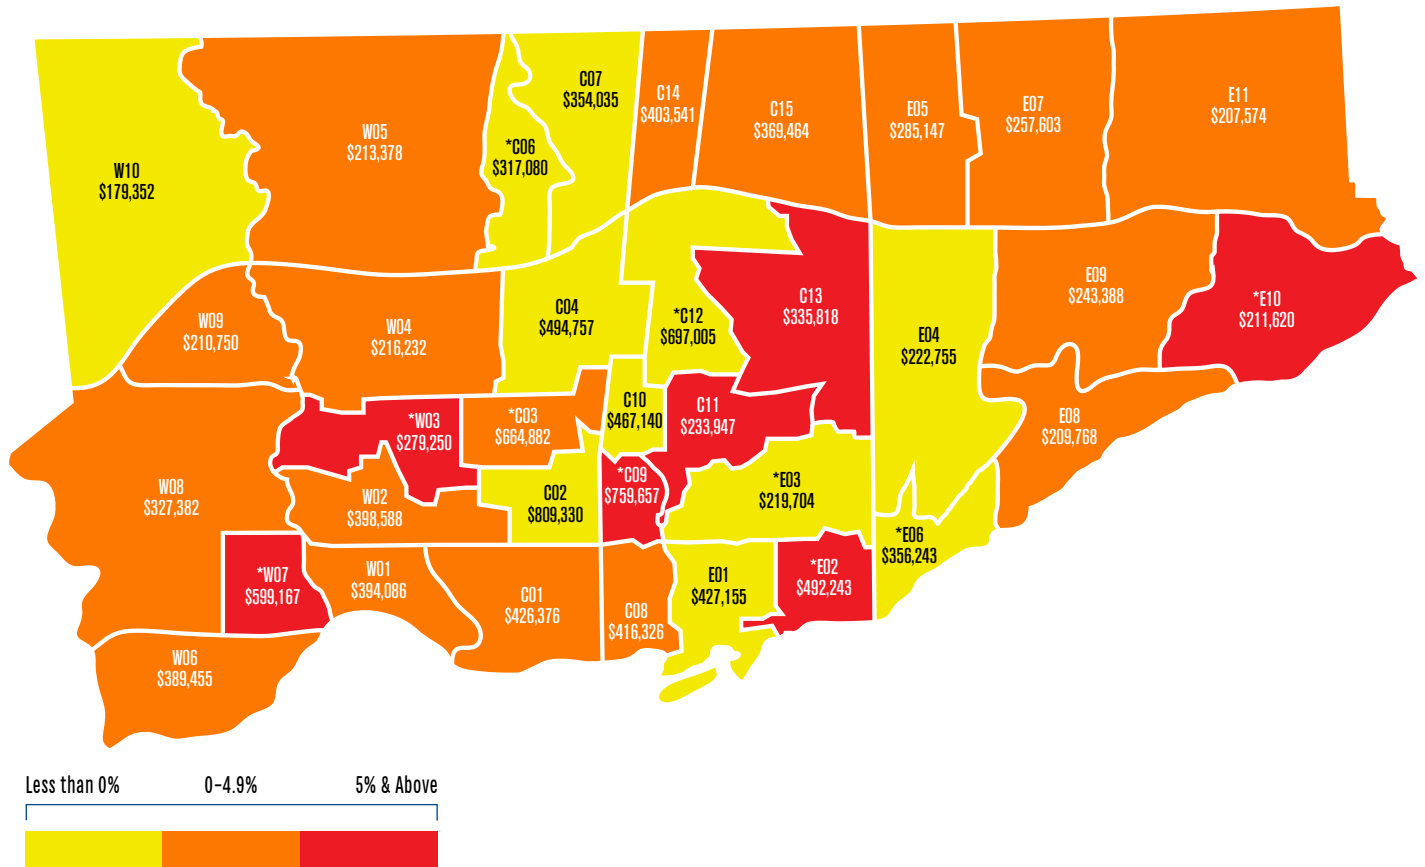 C07
$354,035
C14
$403,541
C15
$369,464
E05
$285,147
E07
$257,603
E11
$207,574
W05
$213,378
*C06
$317,080
W10
$179,352
E09
$243,388
*E10
$211,620
C13
$335,818
C04
$494,757
*C12
$697,005
W09
$210,750
W04
$216,232
E04
$222,755
C10
$467,140
C11
$233,947
*W03
$279,250
*C03
$664,882
E08
$209,768
*C09
$759,657
*E03
$219,704
W08
$327,382
W02
$398,588
C02
$809,330
*E06
$356,243
*W07
$599,167
W01
$394,086
C01
$426,376
C08
$416,326
E01
$427,155
*E02
$492,243
W06
$389,455
Less than 0% 0–4.9% 5% & Above